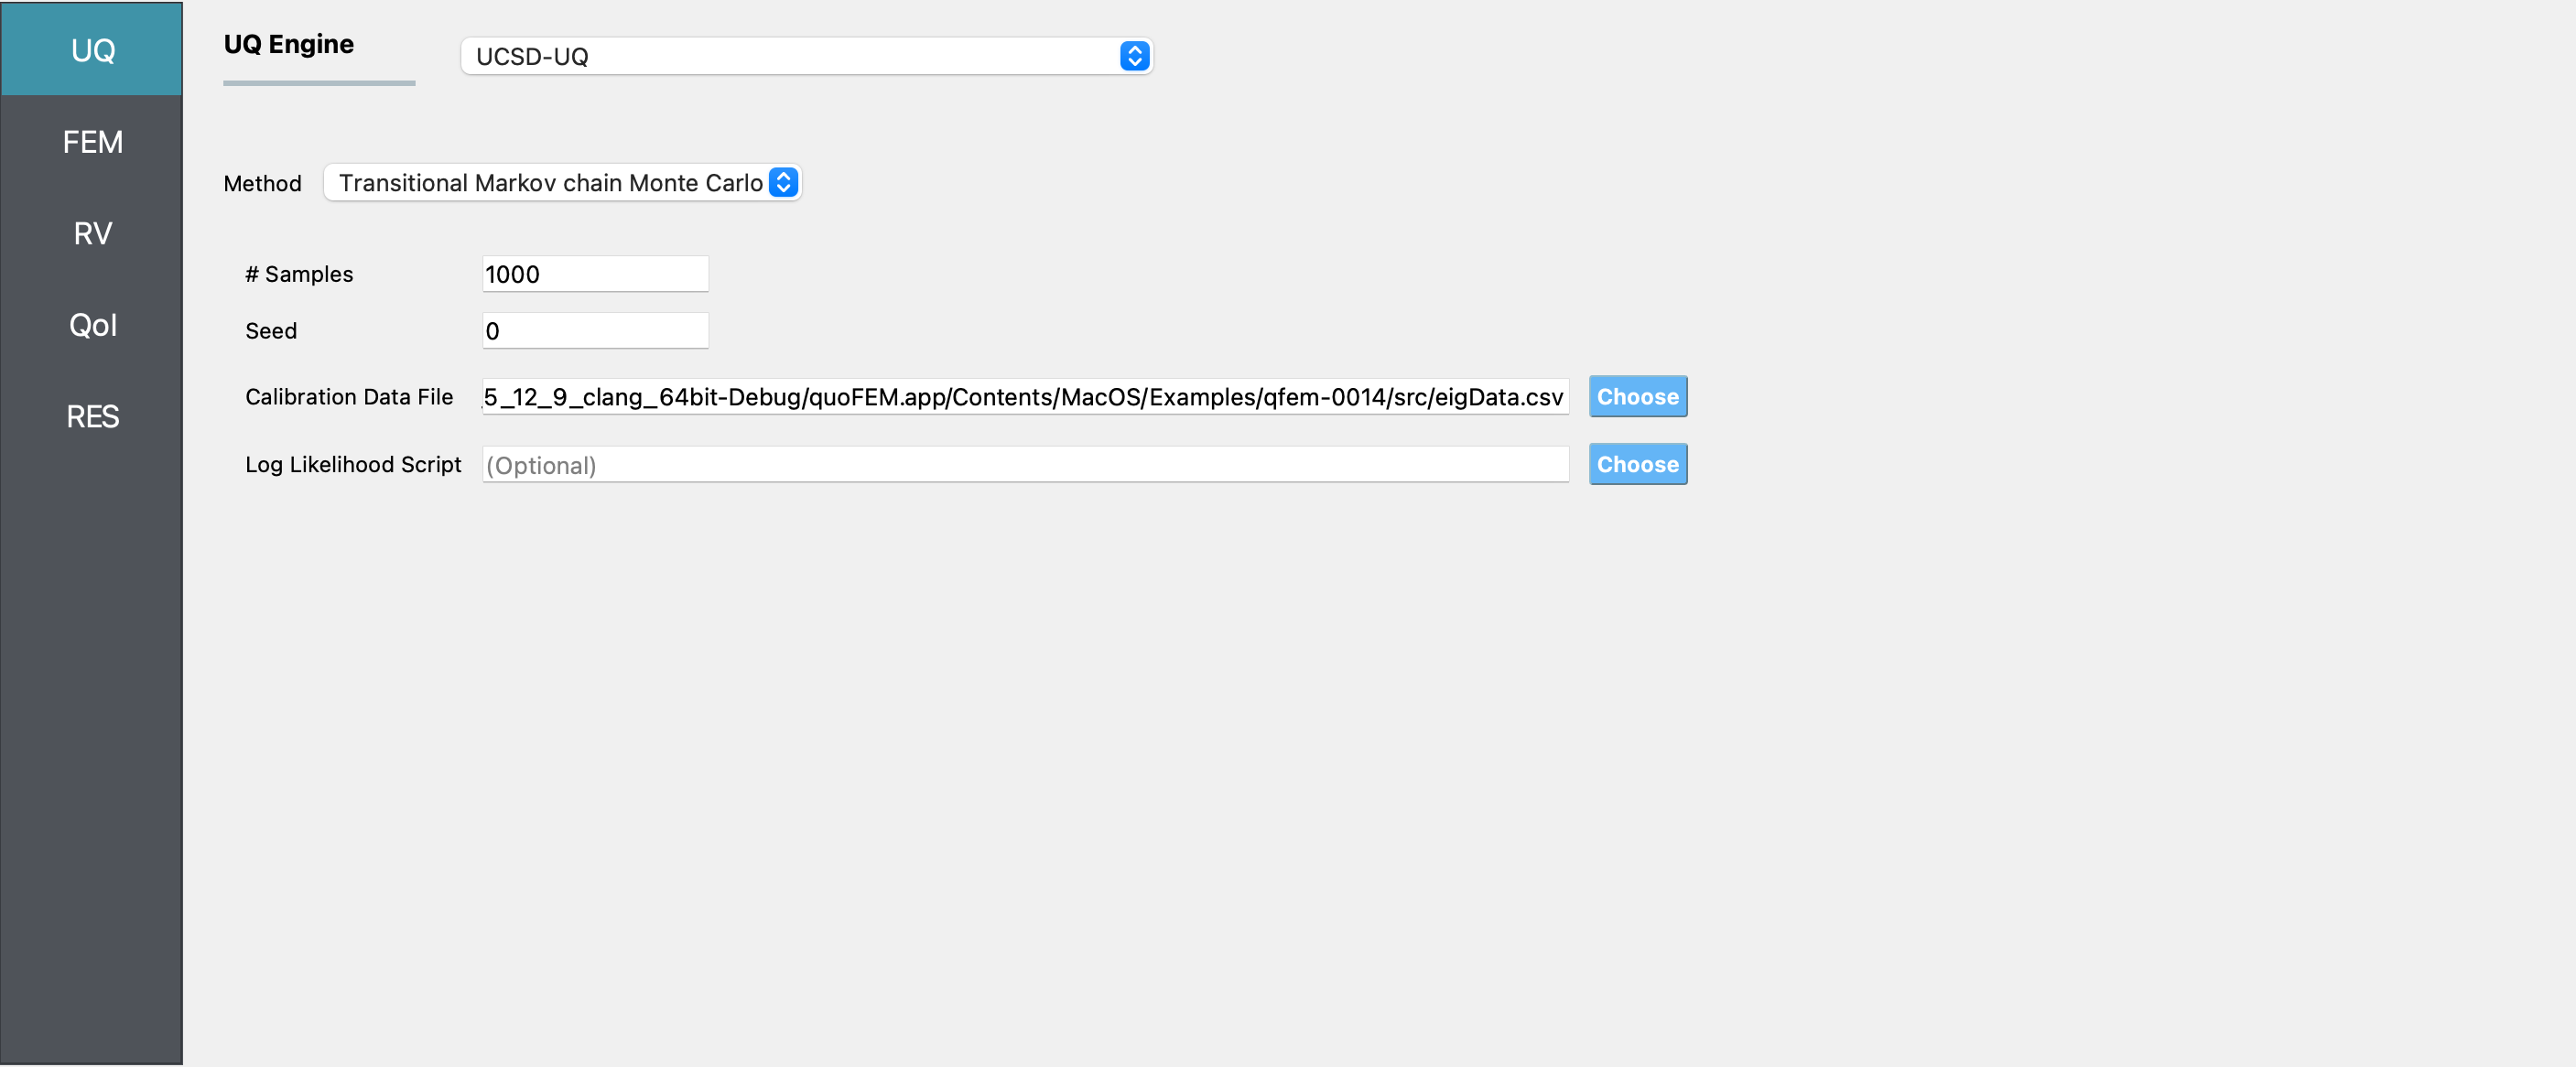 UQ
FEM
RV
QoI
RES
UQ Engine
UCSD-UQ
Method
Transitional Markov chain Monte Carlo
# Samples
1000
Seed
0
Calibration Data File
5_12_9_clang_64bit-Debug/quoFEM.app/Contents/MacOS/Examples/qfem-0014/src/eigData.csv
Choose
Log Likelihood Script
(Optional)
Choose